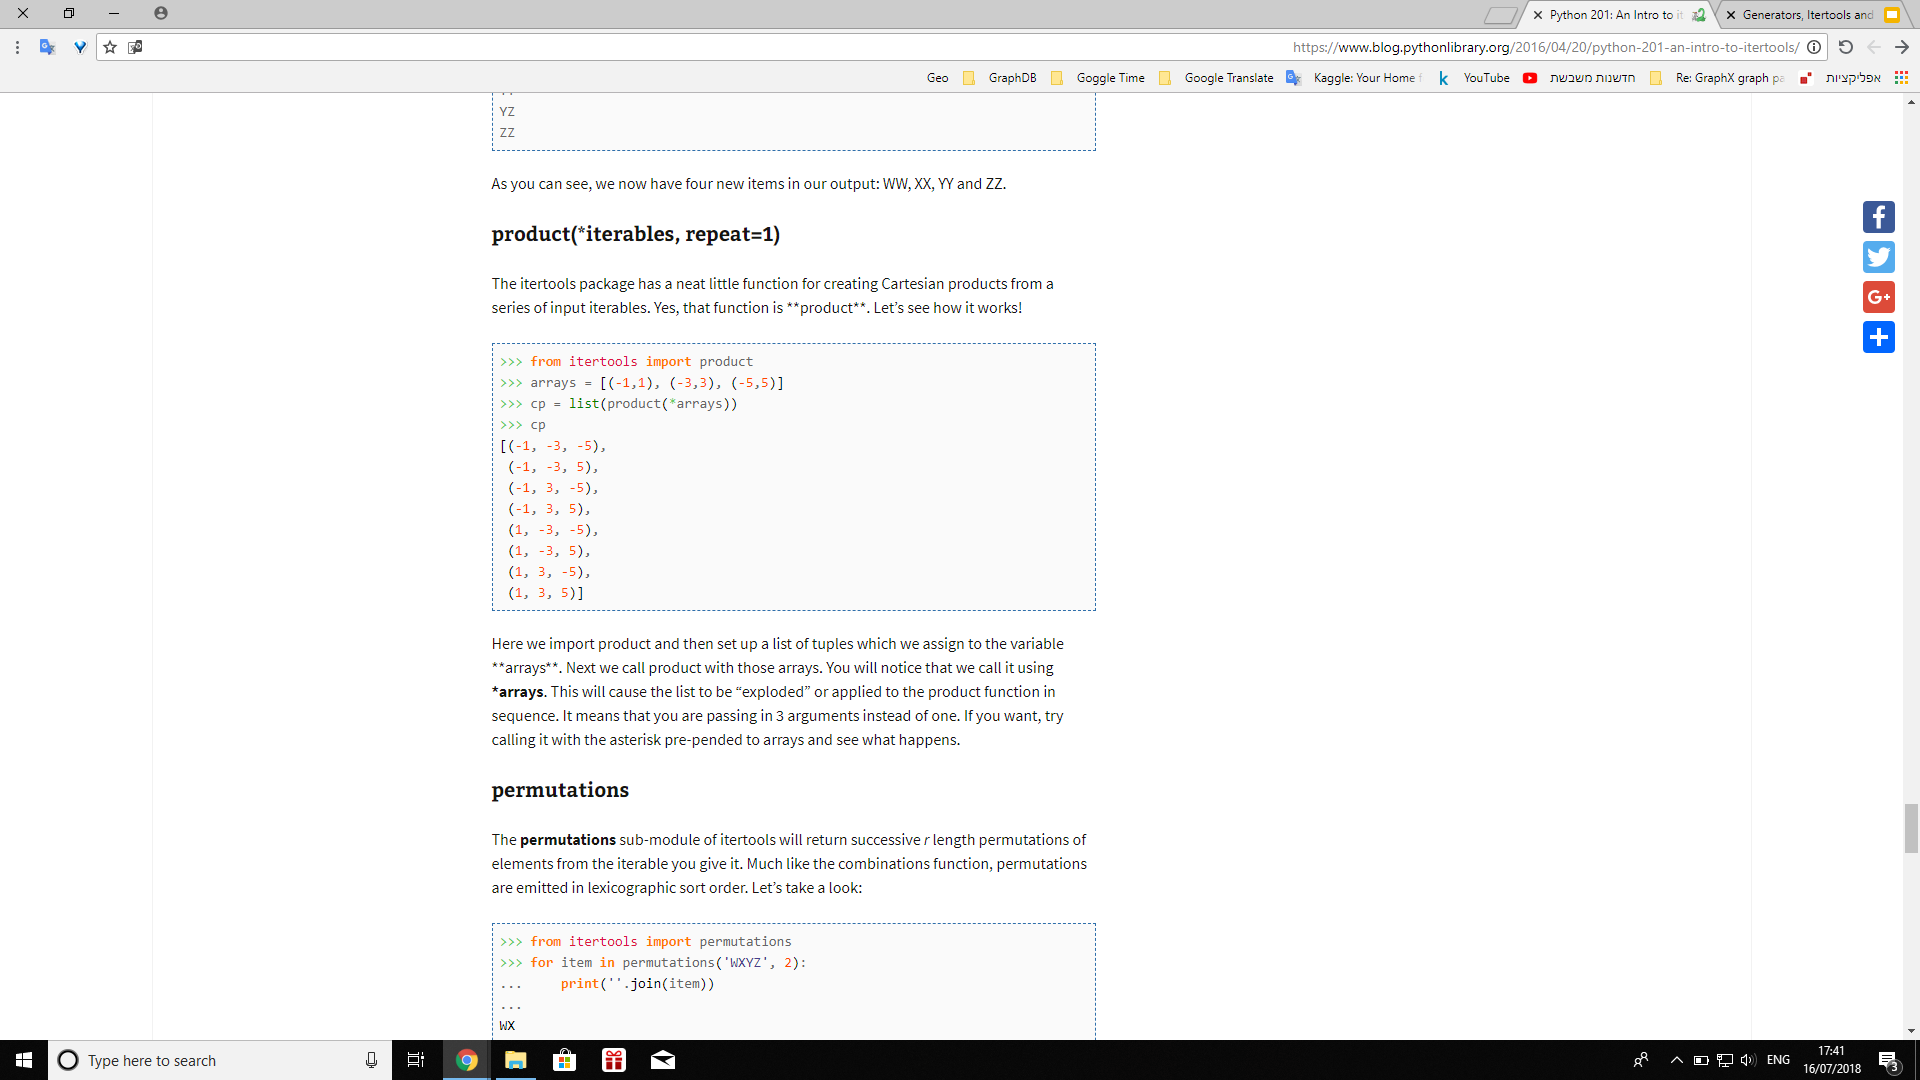 Python 201: An Intro to it
Generators, Itertools and
https://www.blog.pythonlibrary.org/2016/04/20/python-201-an-intro-to-itertools/
Geo
GraphDB
Goggle Time
Google Translate
Kaggle: Your Home f
YouTube
חדשנות משבשת
Re: GraphX graph pa
אפליקציות
YZ
ZZ
As you can see, we now have four new items in our output: WW, XX, YY and ZZ.
product(*iterables, repeat=1)
The itertools package has a neat little function for creating Cartesian products from a
series of input iterables. Yes, that function is **product**. Let’s see how it works!
>>> from itertools import product
>>> arrays = [(-1,1), (-3,3), (-5,5)]
>>> cp = list(product(*arrays))
>>> cp
[(-1, -3, -5),
(-1, -3, 5),
(-1, 3, -5),
(-1, 3, 5),
(1, -3, -5),
(1, -3, 5),
(1, 3, -5),
(1, 3, 5)]
Here we import product and then set up a list of tuples which we assign to the variable
**arrays**. Next we call product with those arrays. You will notice that we call it using
*arrays. This will cause the list to be “exploded” or applied to the product function in
sequence. It means that you are passing in 3 arguments instead of one. If you want, try
calling it with the asterisk pre-pended to arrays and see what happens.
permutations
The permutations sub-module of itertools will return successive r length permutations of
elements from the iterable you give it. Much like the combinations function, permutations
are emitted in lexicographic sort order. Let’s take a look:
>>> from itertools import permutations
>>> for item in permutations('WXYZ', 2):
...     print(''.join(item))
...
WX
Type here to search
ENG
17:41
16/07/2018
3